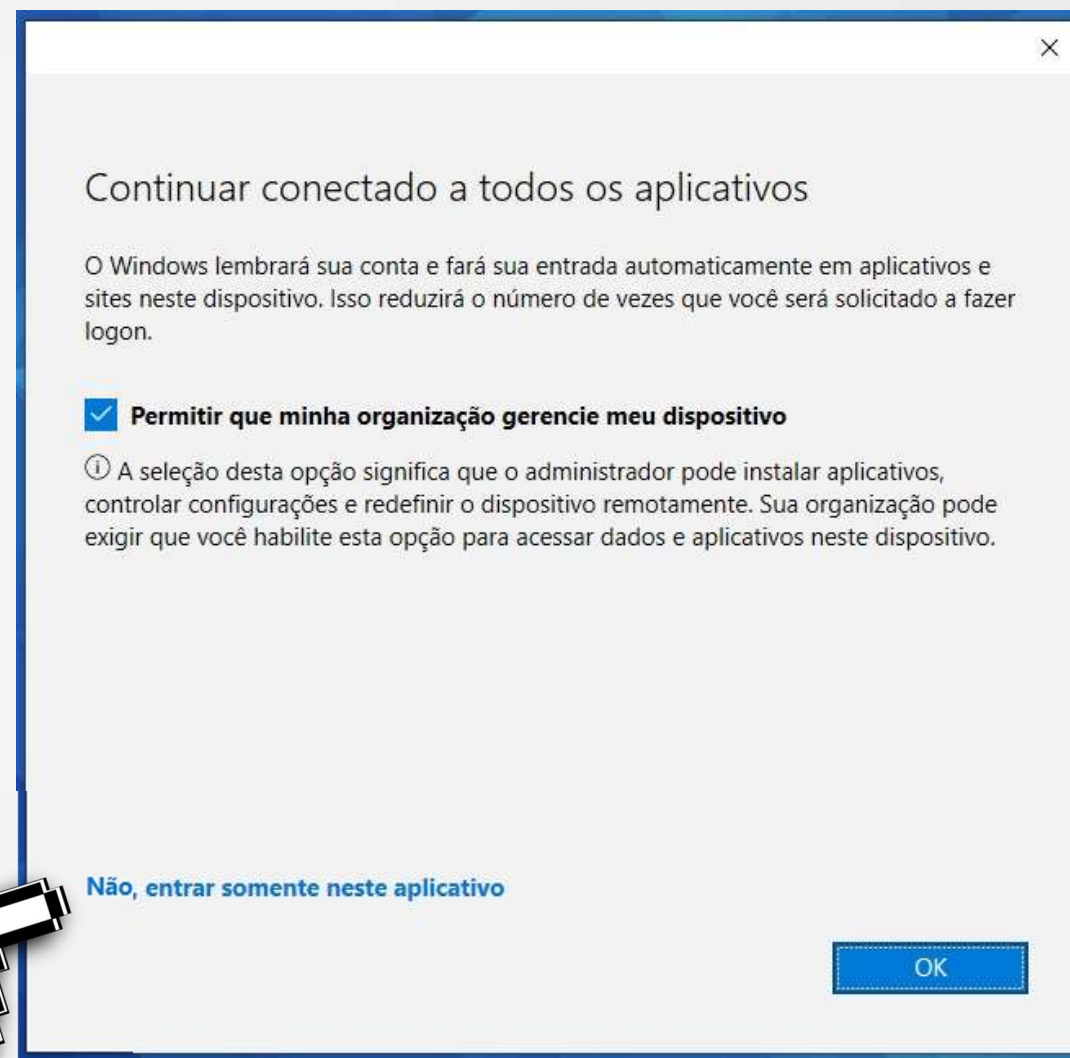 Continuar conectado a todos os aplicativos
O Windows lembrará sua conta e fará sua entrada automaticamente em aplicativos e
sites neste dispositivo. Isso reduzirá o número de vezes que você será solicitado a fazer
logon.
Permitir que minha organização gerencie meu dispositivo
A seleção desta opção significa que o administrador pode instalar aplicativos,
controlar configurações e redefinir o dispositivo remotamente. Sua organização pode
exigir que você habilite esta opção para acessar dados e aplicativos neste dispositivo.
Não, entrar somente neste aplicativo
OK